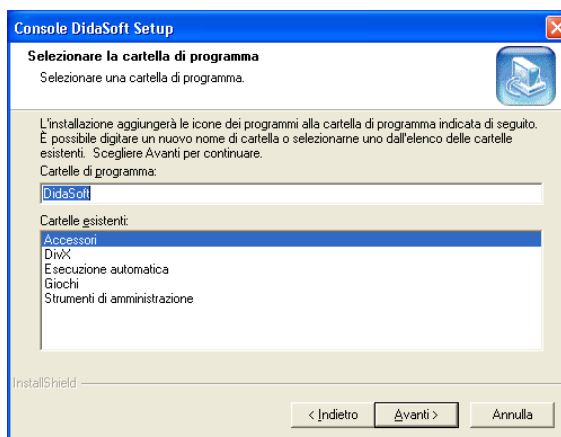 Console DidaSoft Setup
Selezionare la cartella di programma
Selezionare una cartella di programma.
L'installazione aggiungerà le icone dei programmi alla cartella di programma indicata di seguito.
È possibile digitare un nuovo nome di cartella o selezionarne uno dall'elenco delle cartelle
esistenti. Scegliere Avanti per continuare.
Cartelle di programma:
DidaSoft
Cartelle esistenti:
Accessori
DivX
Esecuzione automatica
Giochi
Strumenti di amministrazione
InstallShield
< Indietro
Avanti >
Annulla